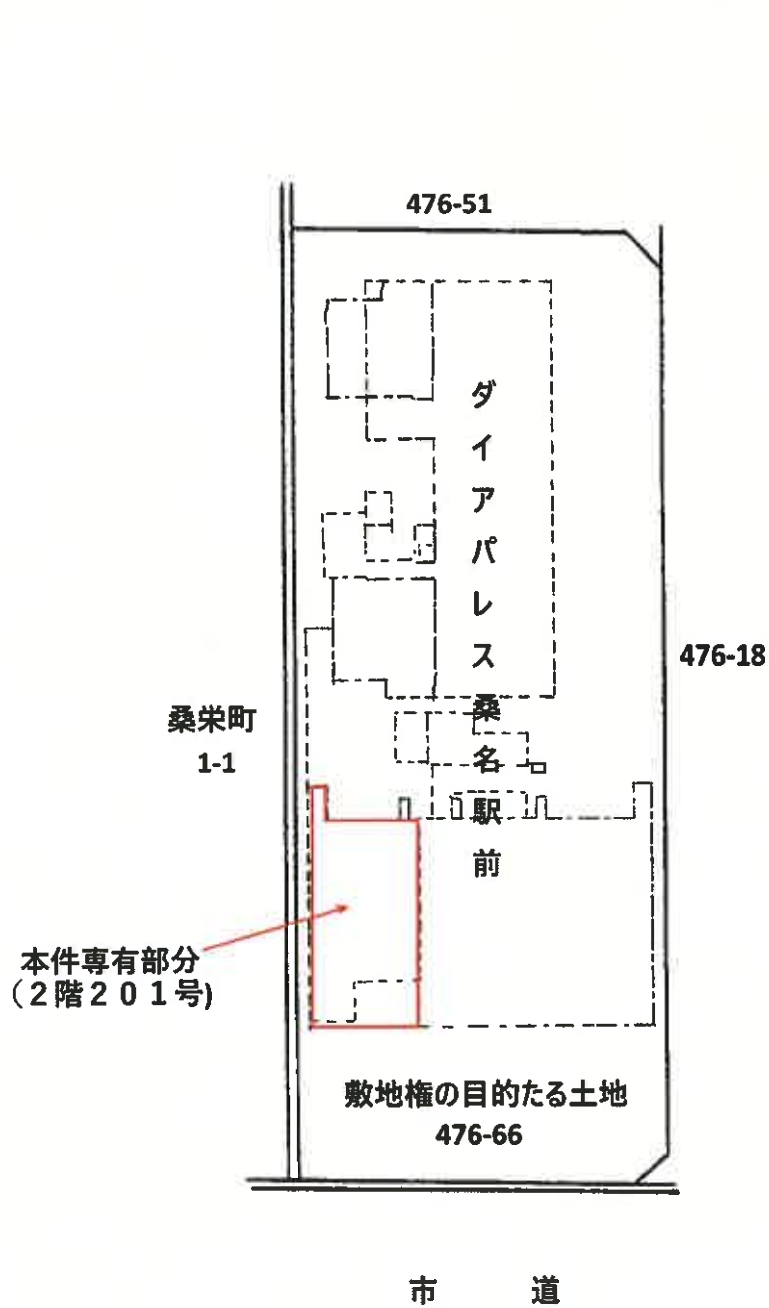 476-51
ダイアパレス桑名駅前
476-18
桑栄町
1-1
本件専有部分
（2階２０１号)
敷地権の目的たる土地
476-66
市　道